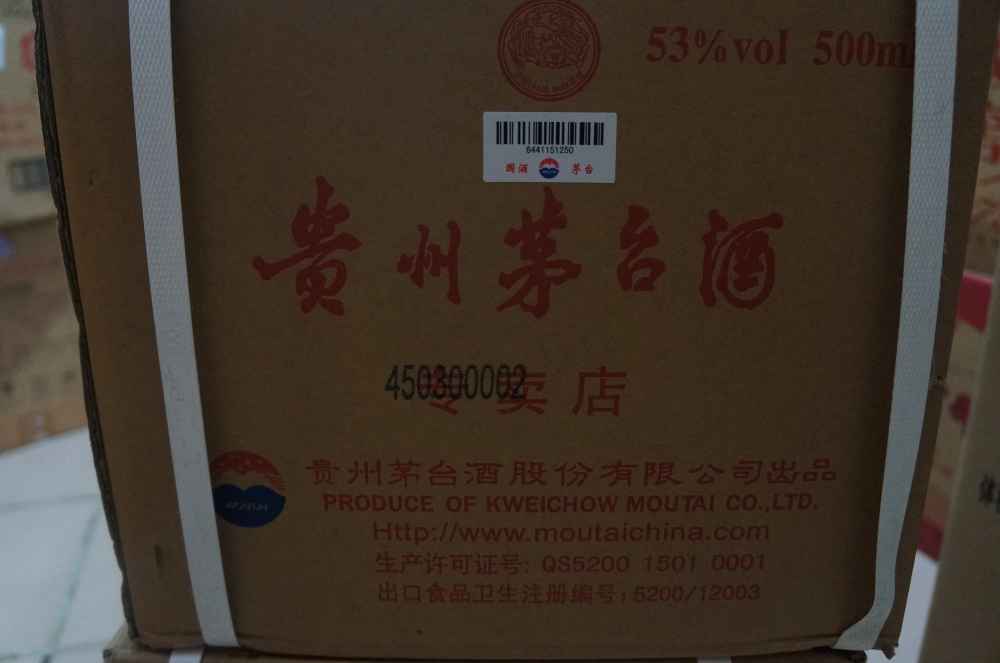 53%vol 500m
6441151250
国酒 茅台
贵州茅台酒
450300002
专卖店
贵州茅台酒股份有限公司出品
PRODUCE OF KWEICHOW MOUTAI CO.,LTD.
Http://www.moutaichina.com
生产许可证号: QS5200 1501 0001
出口食品卫生注册编号: 5200/12003